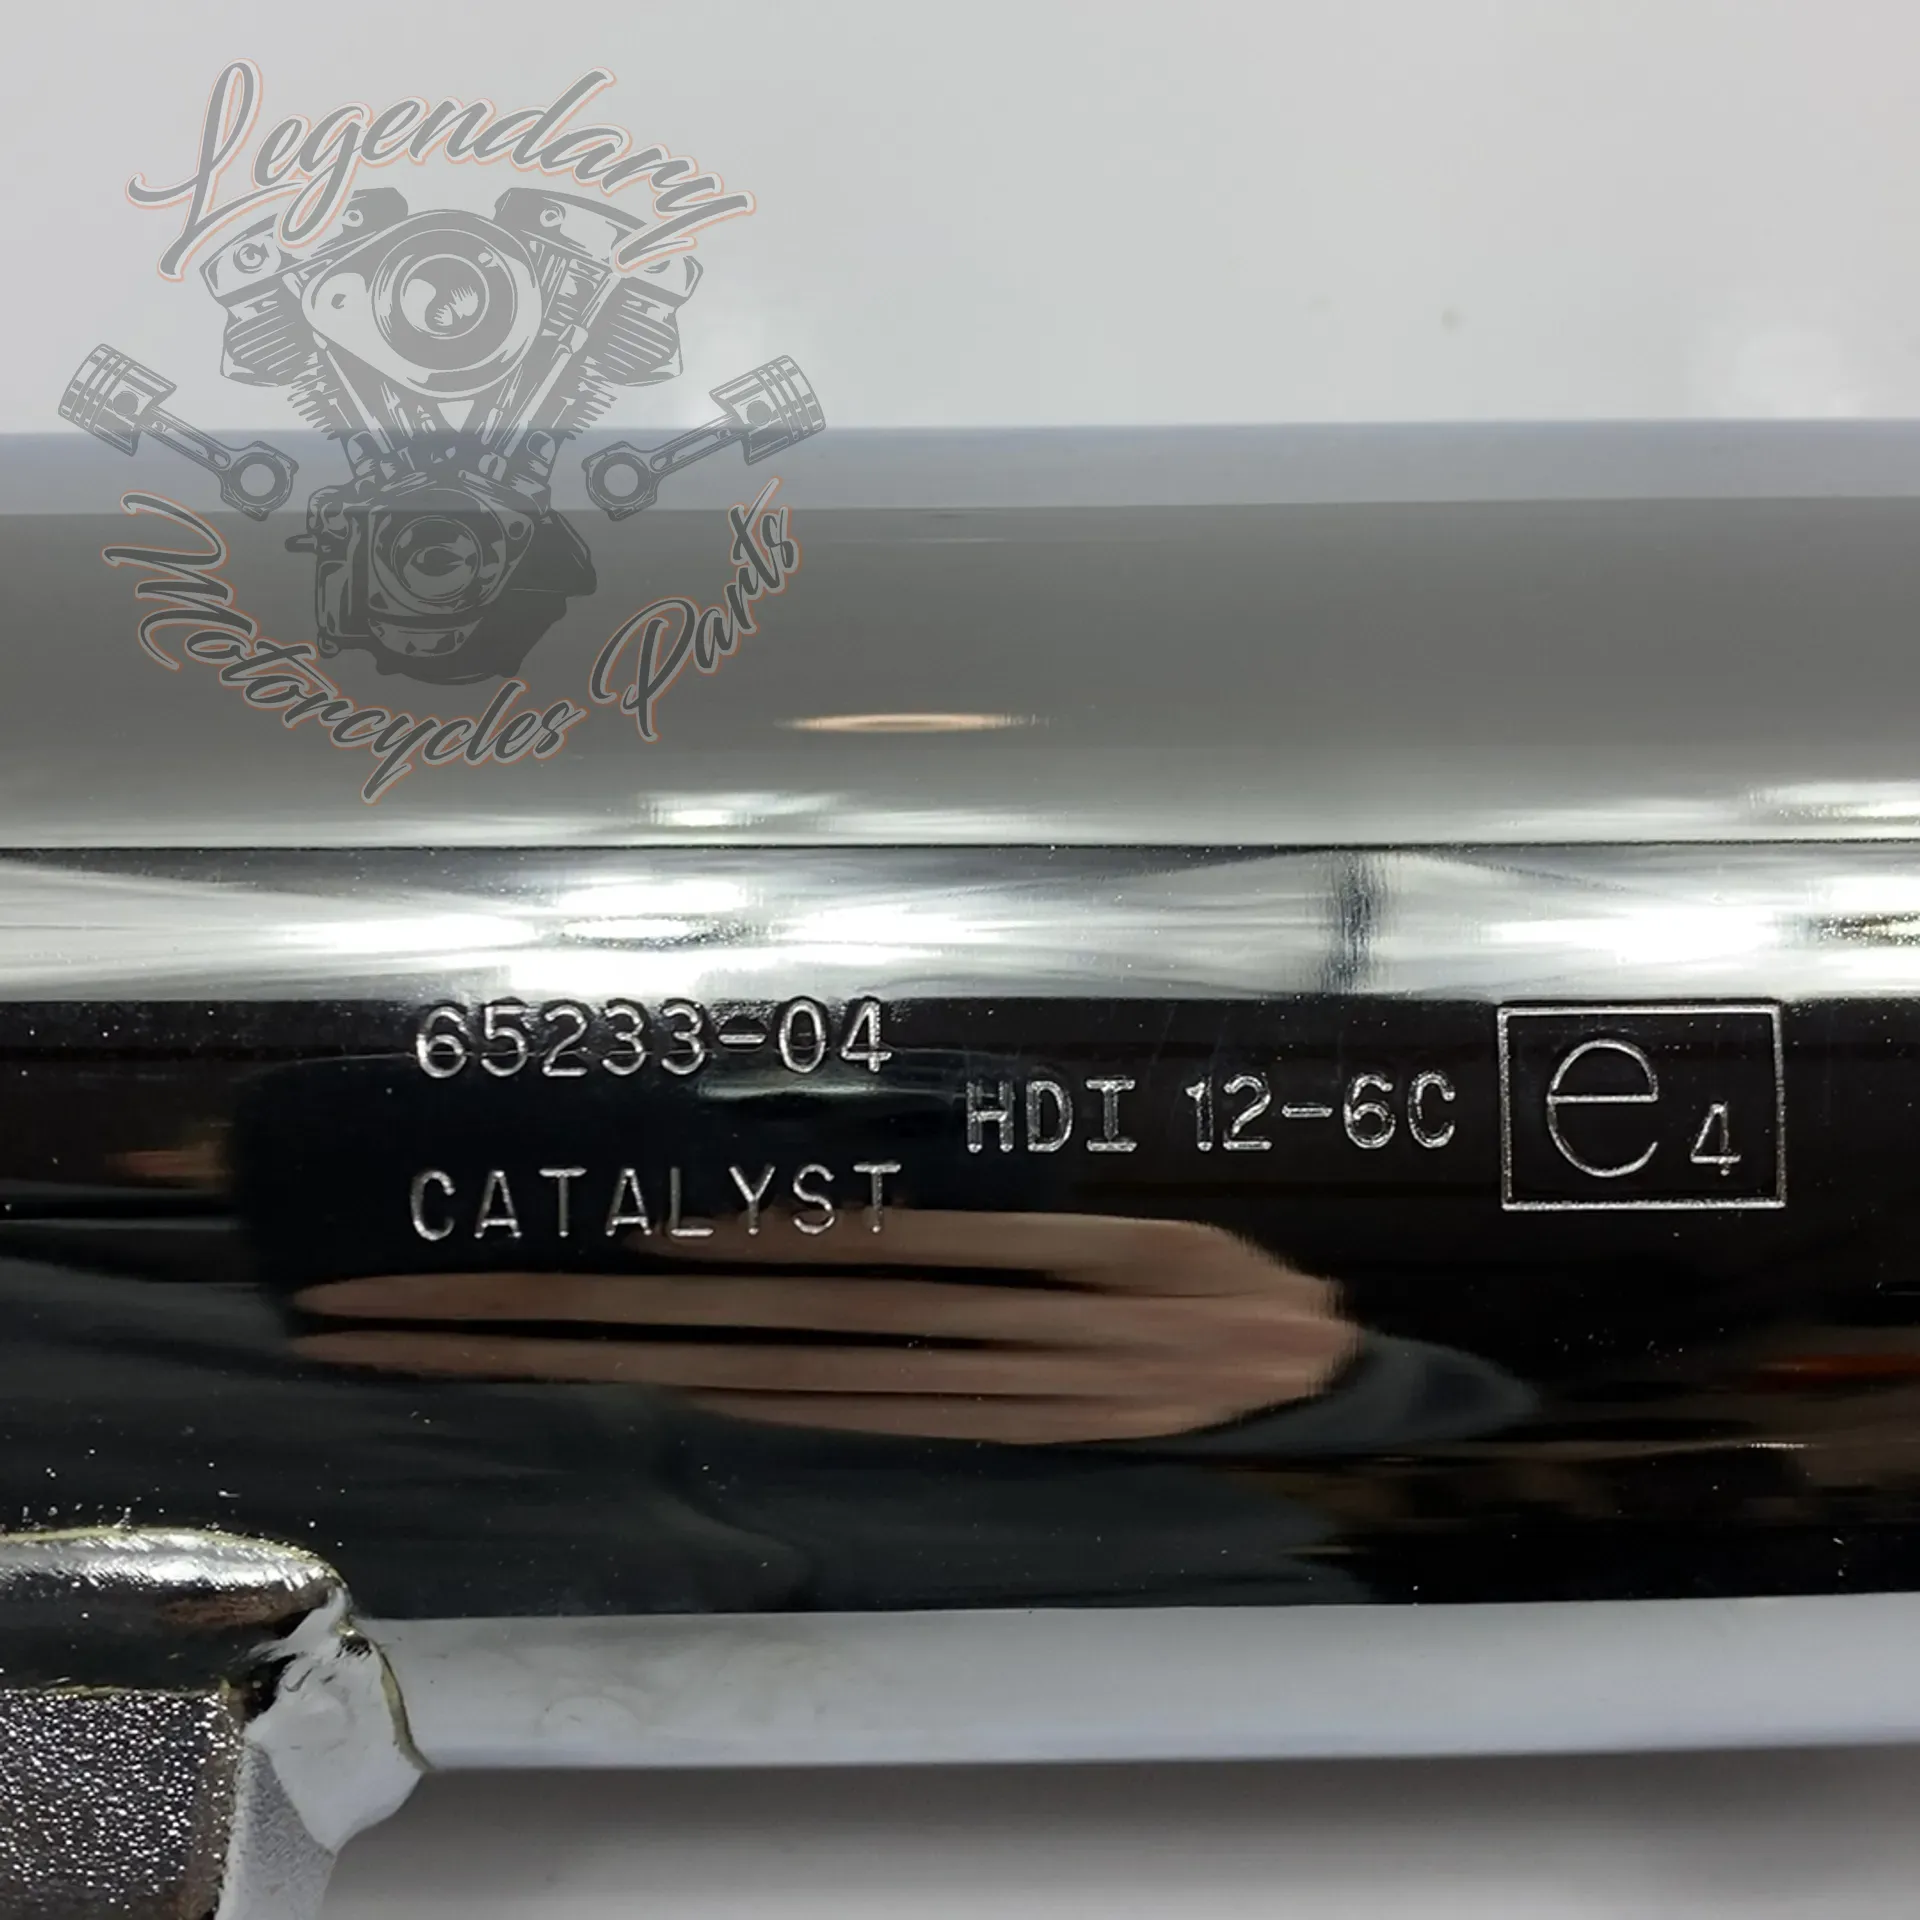 Legendary
Motorcycles Parts
65233-04
HDI 12-6C
e4
CATALYST